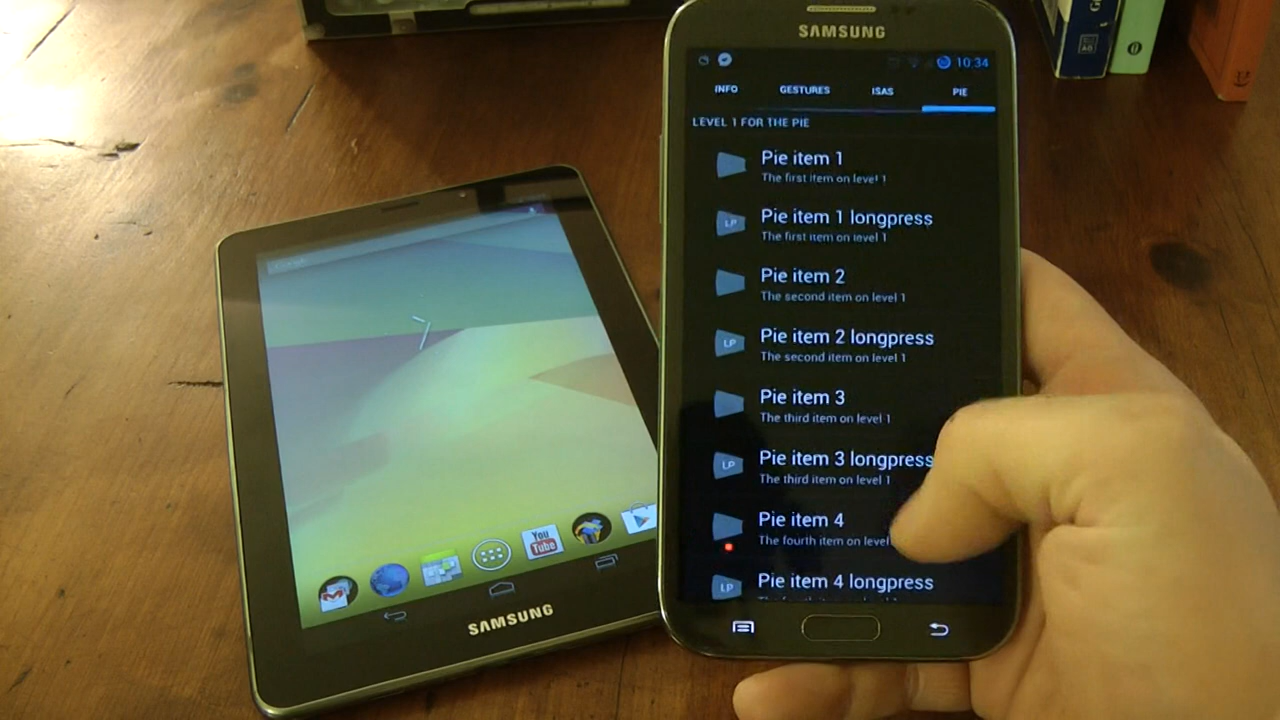 SAMSUNG
10:34
INFO GESTURES ISAS PIE
LEVEL 1 FOR THE PIE
Pie item 1
The first item on level 1
LP
Pie item 1 longpress
The first item on level 1
Pie item 2
The second item on level 1
LP
Pie item 2 longpress
The second item on level 1
Pie item 3
The third item on level 1
LP
Pie item 3 longpress
The third item on level 1
Pie item 4
The fourth item on level
LP
Pie item 4 longpress
You
Tube
SAMSUNG